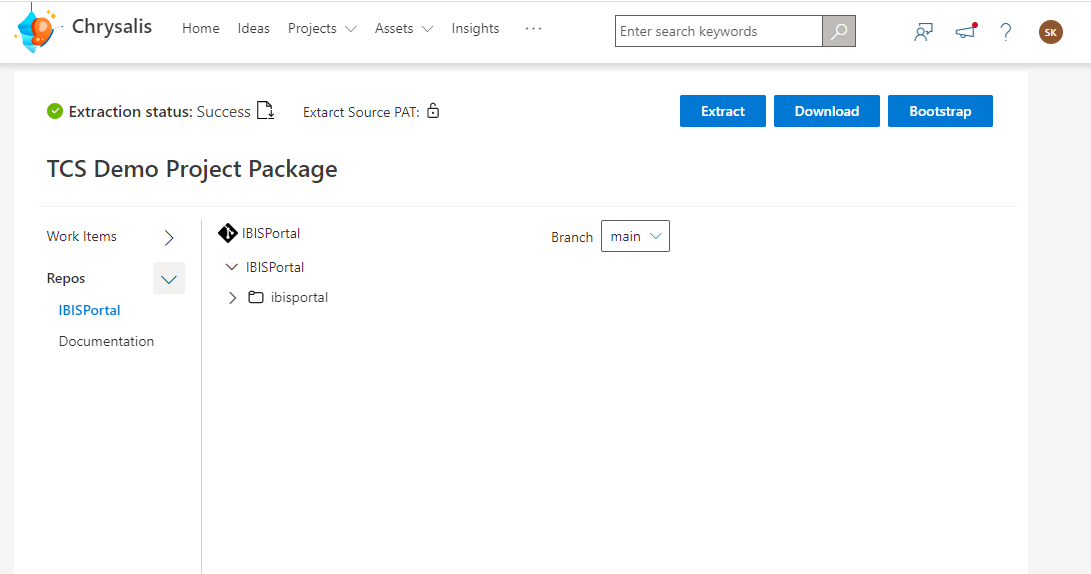 Chrysalis Home Ideas Projects Assets Insights ... Enter search keywords ? SK
Extraction status: Success Extarct Source PAT: Extract Download Bootstrap
TCS Demo Project Package
Work Items
Repos
IBISPortal
Documentation
IBISPortal Branch main
IBISPortal
ibisportal